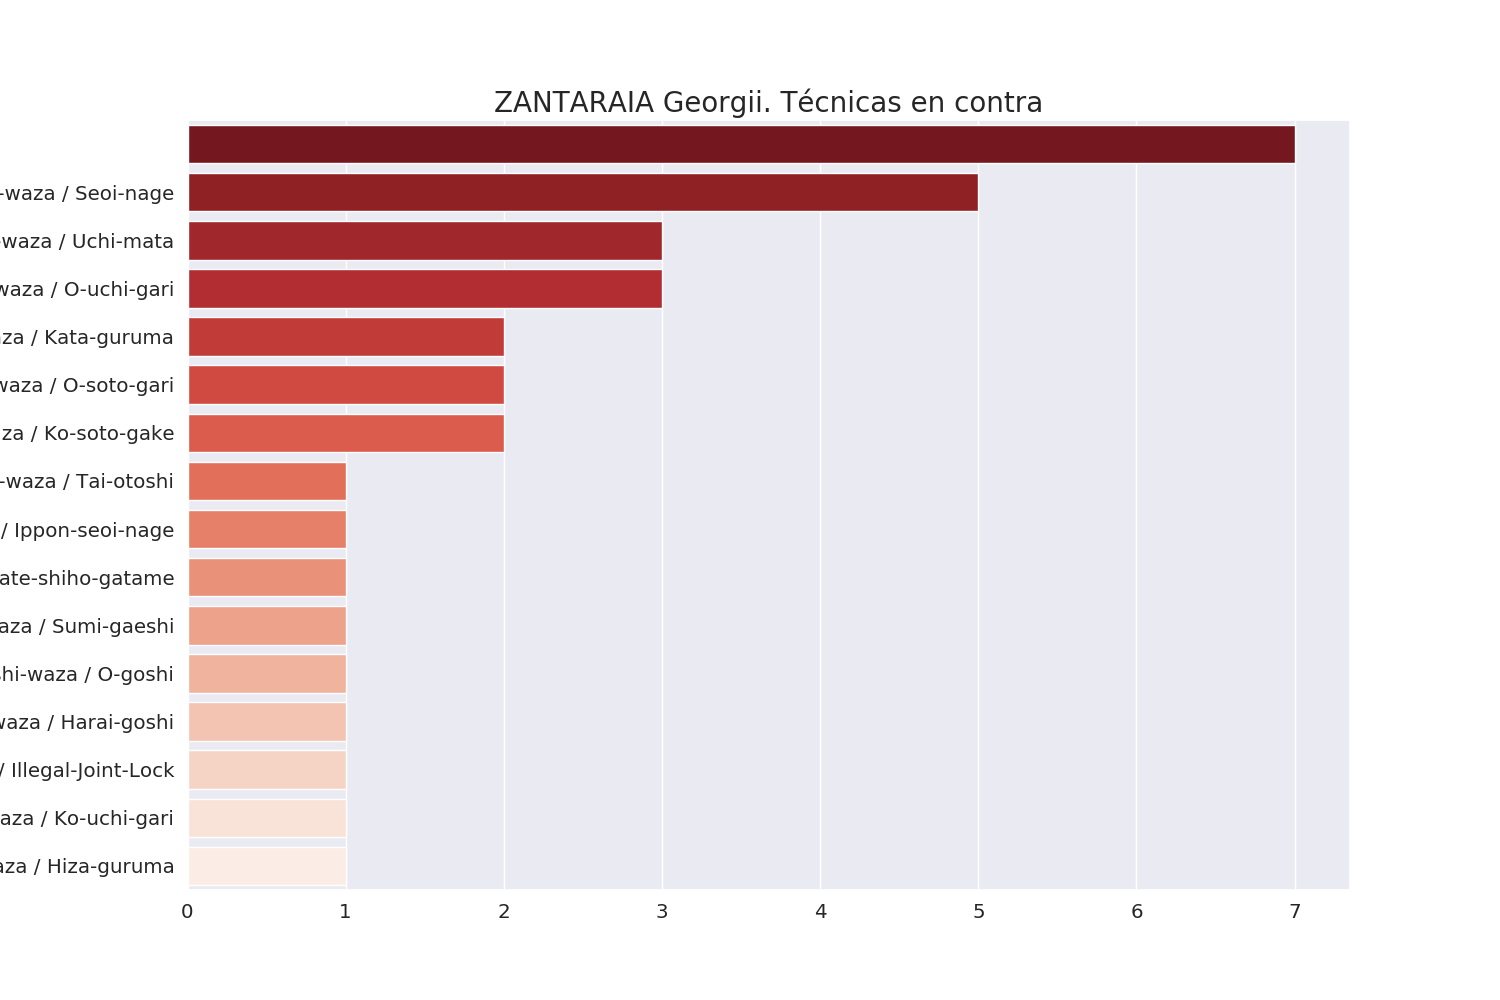 ZANTARAIA Georgii. Técnicas en contra
-waza / Seoi-nage
-waza / Uchi-mata
waza / O-uchi-gari
za / Kata-guruma
waza / O-soto-gari
za / Ko-soto-gake
-waza / Tai-otoshi
/ Ippon-seoi-nage
ate-shiho-gatame
aza / Sumi-gaeshi
hi-waza / O-goshi
waza / Harai-goshi
/ Illegal-Joint-Lock
aza / Ko-uchi-gari
aza / Hiza-guruma
0 1 2 3 4 5 6 7